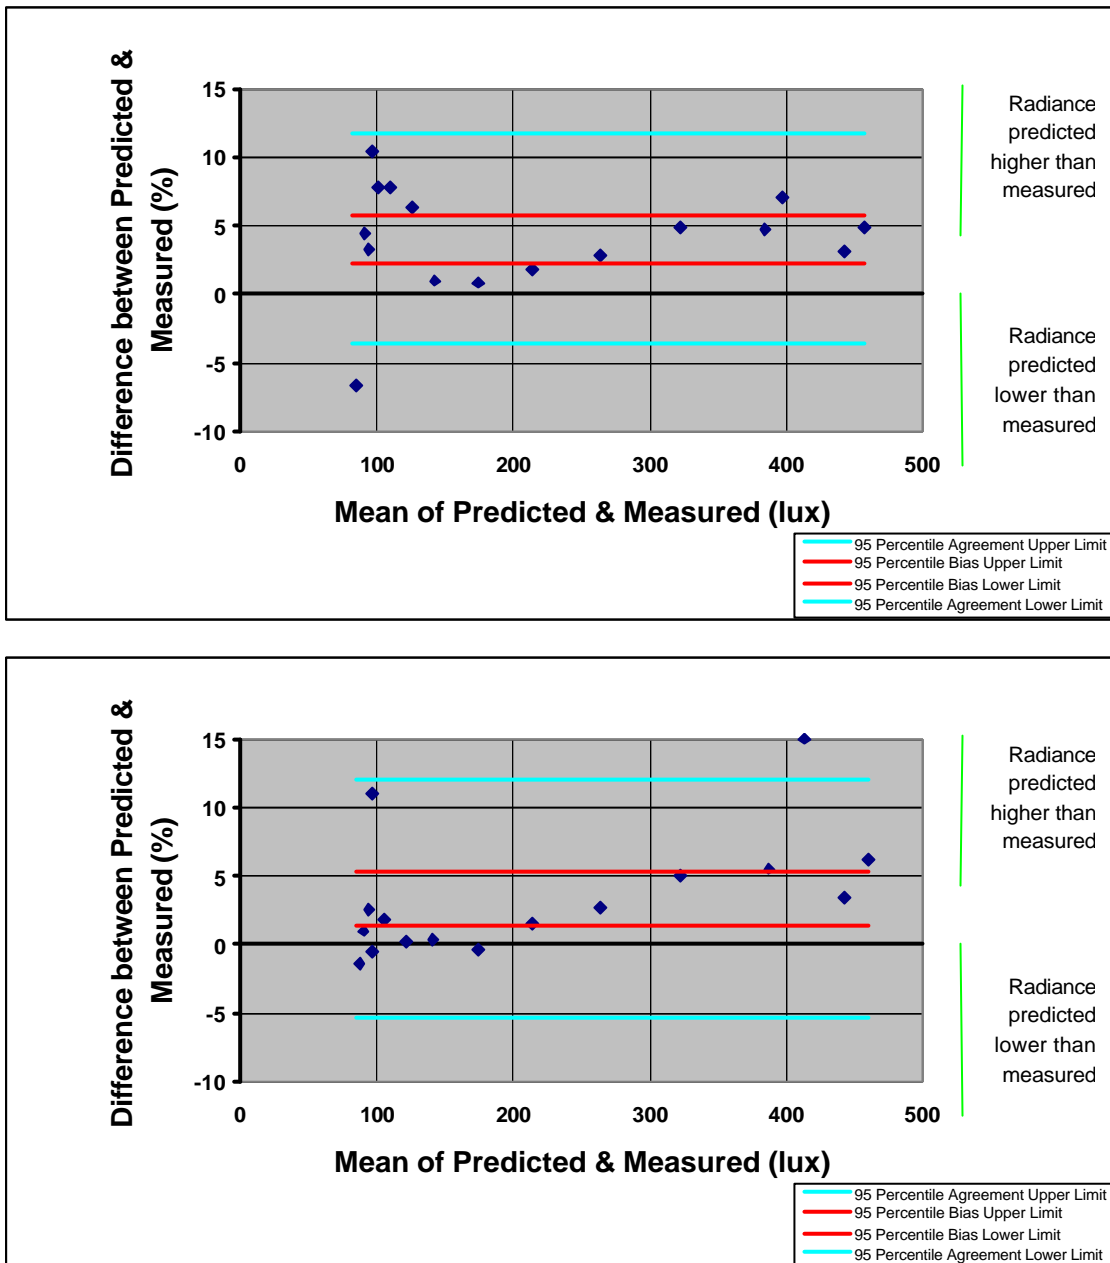 Difference between Predicted &
Measured (%)
15
10
5
0
-5
-10
0 100 200 300 400 500
Mean of Predicted & Measured (lux)
Radiance
predicted
higher than
measured
Radiance
predicted
lower than
measured
95 Percentile Agreement Upper Limit
95 Percentile Bias Upper Limit
95 Percentile Bias Lower Limit
95 Percentile Agreement Lower Limit
Difference between Predicted &
Measured (%)
15
10
5
0
-5
-10
0 100 200 300 400 500
Mean of Predicted & Measured (lux)
Radiance
predicted
higher than
measured
Radiance
predicted
lower than
measured
95 Percentile Agreement Upper Limit
95 Percentile Bias Upper Limit
95 Percentile Bias Lower Limit
95 Percentile Agreement Lower Limit